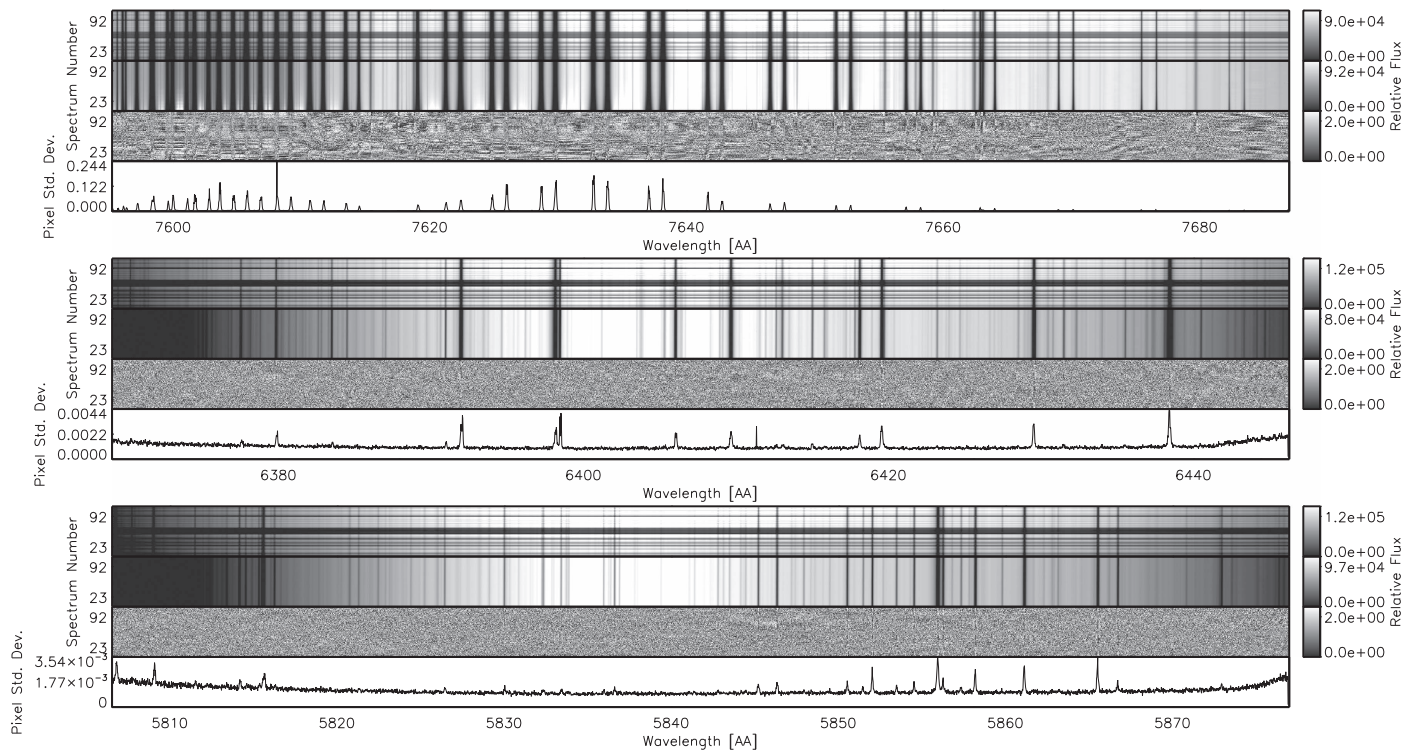 92
23
92
23
92
23
Spectrum Number
9.0e+04
0.0e+00
9.2e+04
0.0e+00
2.0e+00
0.0e+00
Relative Flux
0.244
0.122
0.000
Pixel Std. Dev.
7600 7620 7640 7660 7680
Wavelength [AA]
92
23
92
23
92
23
Spectrum Number
1.2e+05
0.0e+00
8.0e+04
0.0e+00
2.0e+00
0.0e+00
Relative Flux
0.0044
0.0022
0.0000
Pixel Std. Dev.
6380 6400 6420 6440
Wavelength [AA]
92
23
92
23
92
23
Spectrum Number
1.2e+05
0.0e+00
9.7e+04
0.0e+00
2.0e+00
0.0e+00
Relative Flux
3.54×10⁻³
1.77×10⁻³
0
Pixel Std. Dev.
5810 5820 5830 5840 5850 5860 5870
Wavelength [AA]